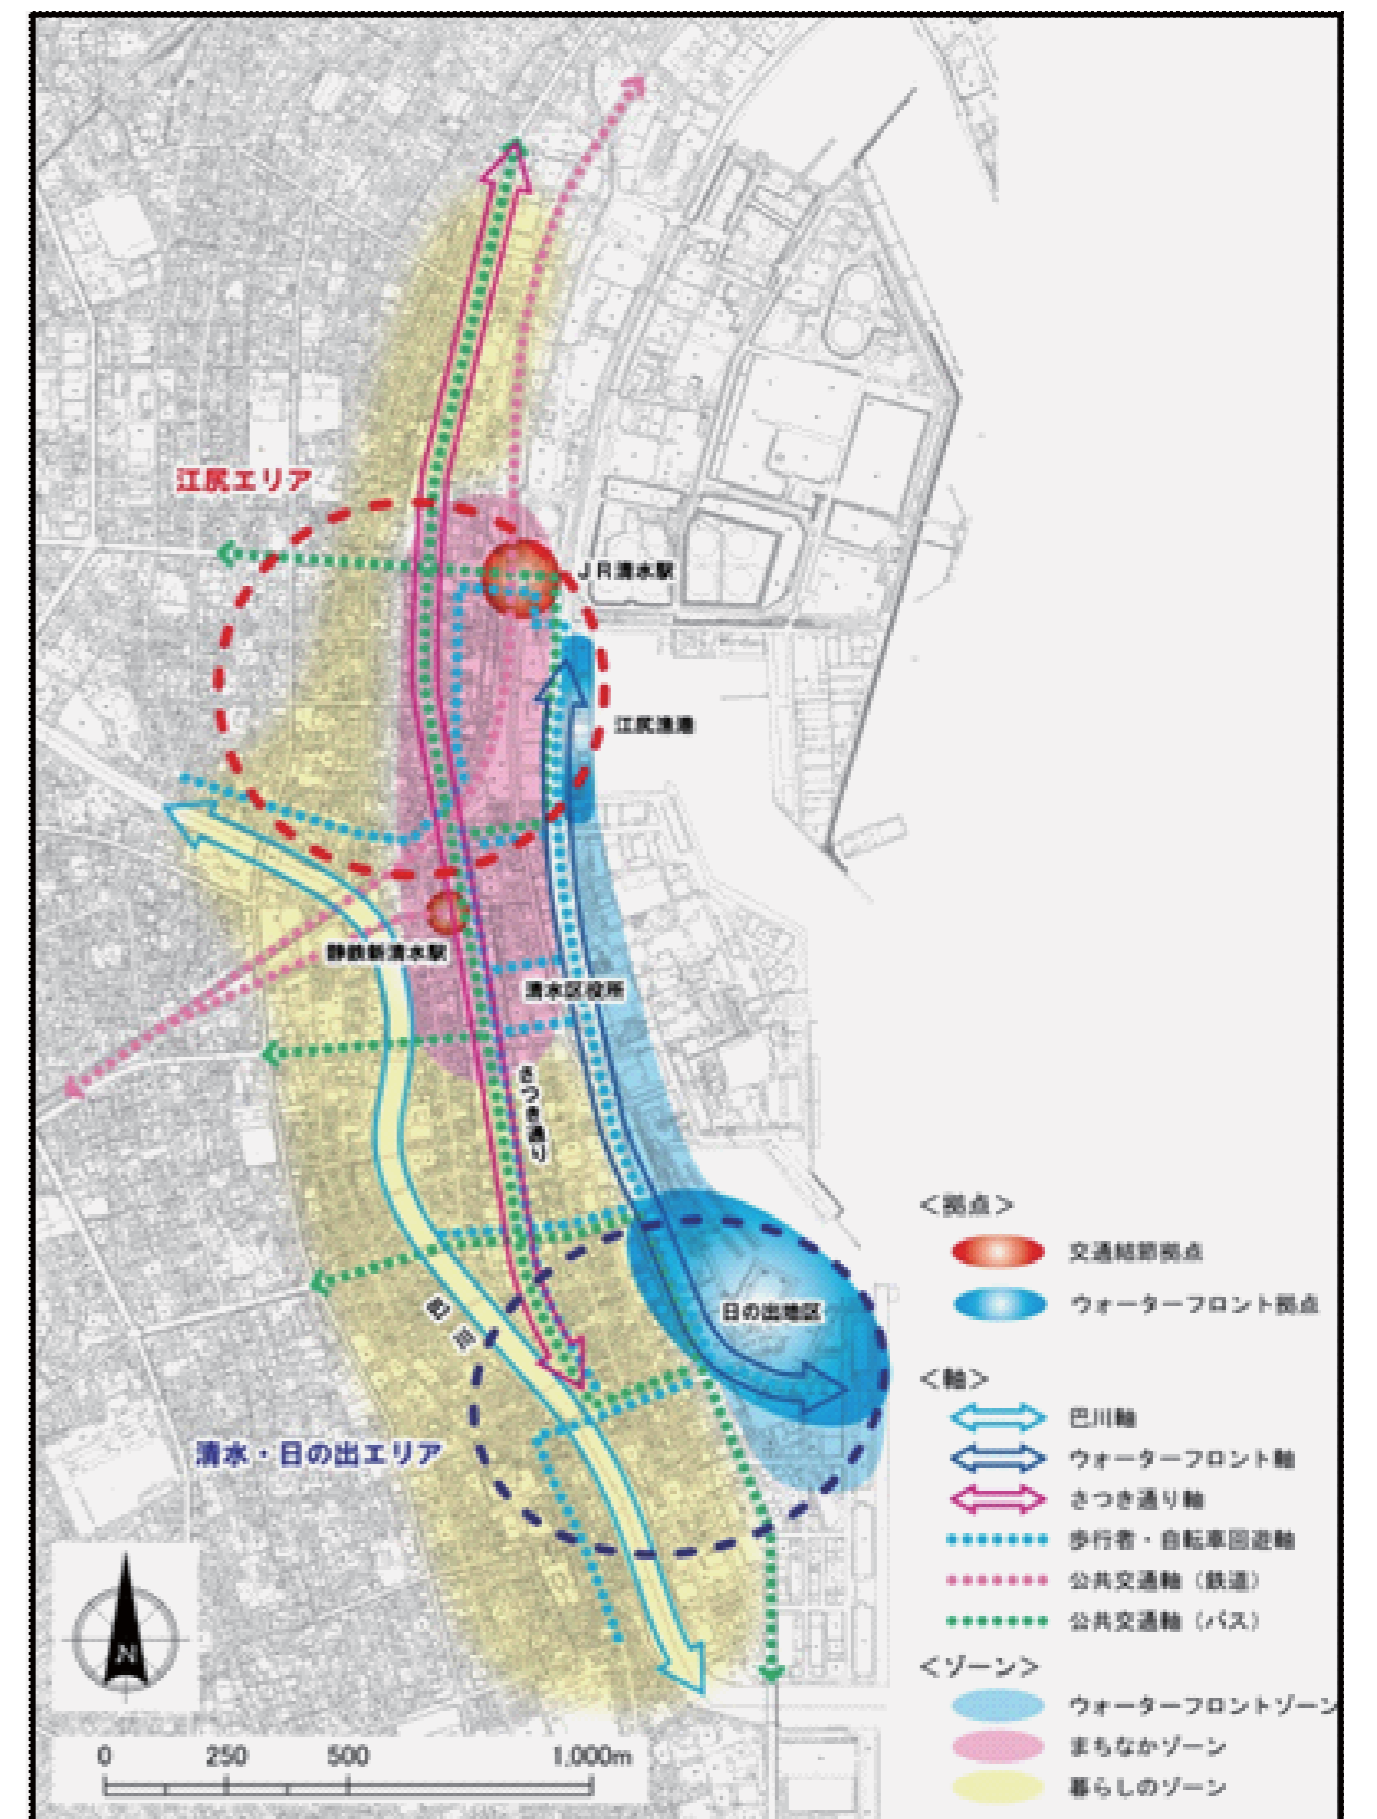 江尻エリア
JR清水駅
江尻漁港
静鉄新清水駅
清水区役所
さつき通り
日の出地区
巴川
清水・日の出エリア
N
0 250 500 1,000m
＜拠点＞
交通結節拠点
ウォーターフロント拠点
＜軸＞
巴川軸
ウォーターフロント軸
さつき通り軸
歩行者・自転車回遊軸
公共交通軸（鉄道）
公共交通軸（バス）
＜ゾーン＞
ウォーターフロントゾーン
まちなかゾーン
暮らしのゾーン